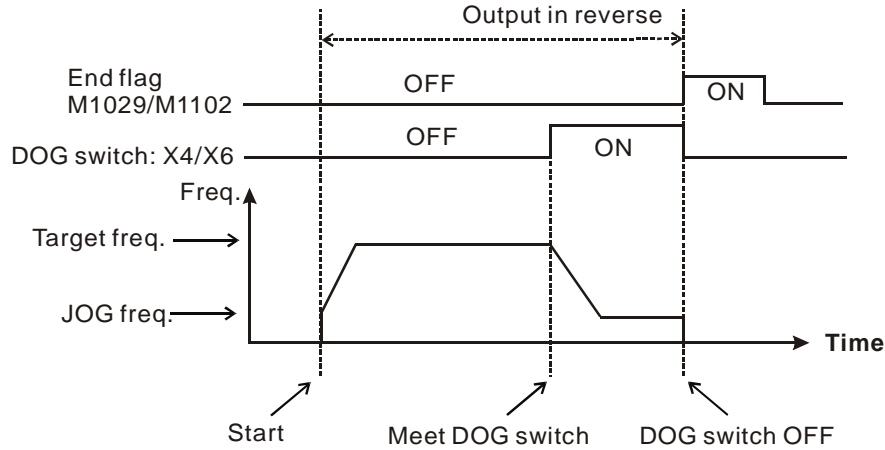 Output in reverse
End flag
M1029/M1102
OFF
ON
DOG switch: X4/X6
OFF
ON
Freq.
Target freq.
JOG freq.
Time
Start
Meet DOG switch
DOG switch OFF